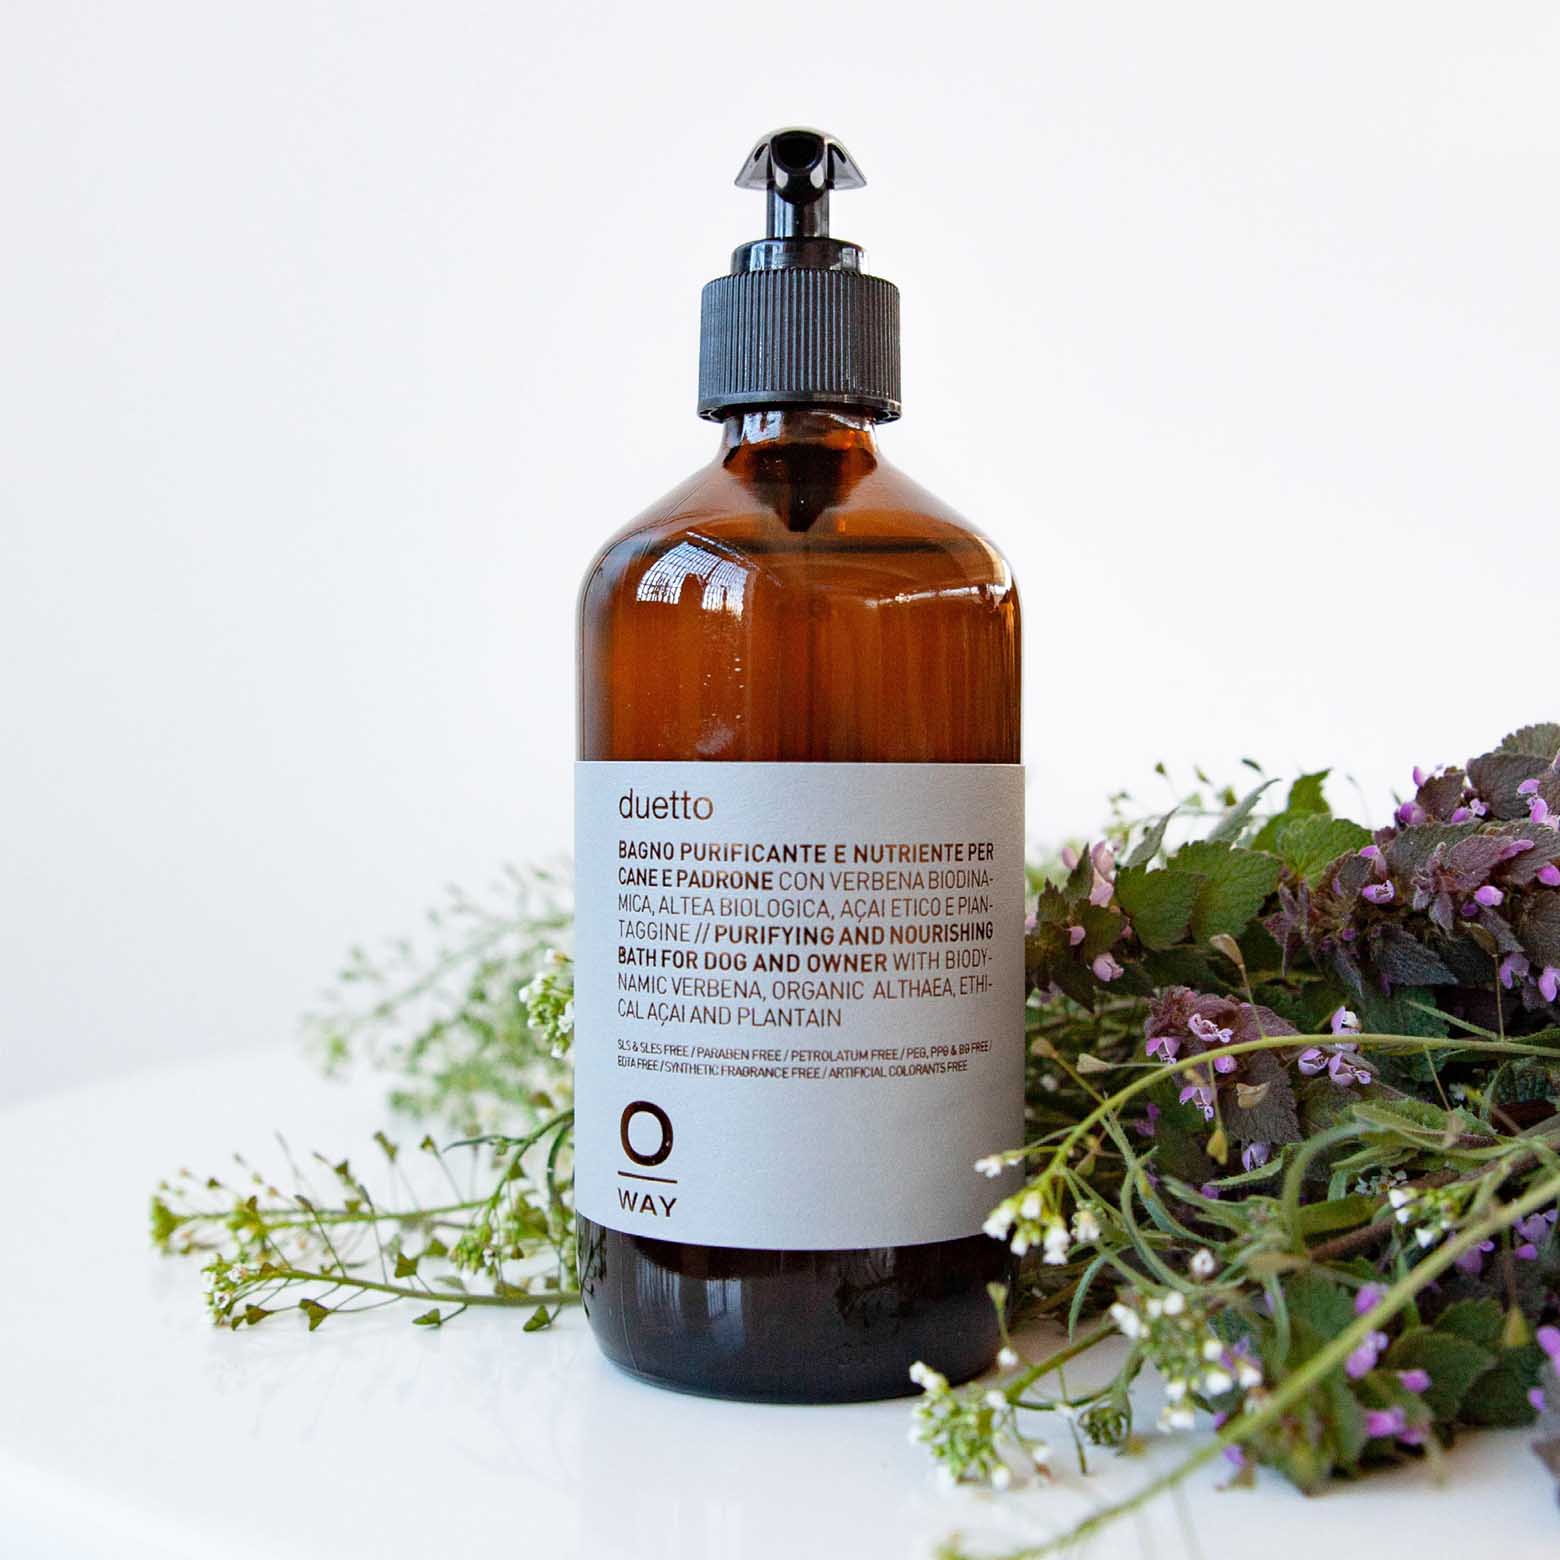 duetto
BAGNO PURIFICANTE E NUTRIENTE PER
CANE E PADRONE CON VERBENA BIODINA-
MICA, ALTEA BIOLOGICA, AÇAI ETICO E PIAN-
TAGGINE // PURIFYING AND NOURISHING
BATH FOR DOG AND OWNER WITH BIODY-
NAMIC VERBENA, ORGANIC ALTHAEA, ETHI-
CAL AÇAI AND PLANTAIN
SLS & SLES FREE / PARABEN FREE / PETROLATUM FREE / PEG, PPG & BG FREE /
EDTA FREE / SYNTHETIC FRAGRANCE FREE / ARTIFICIAL COLORANTS FREE
O
WAY